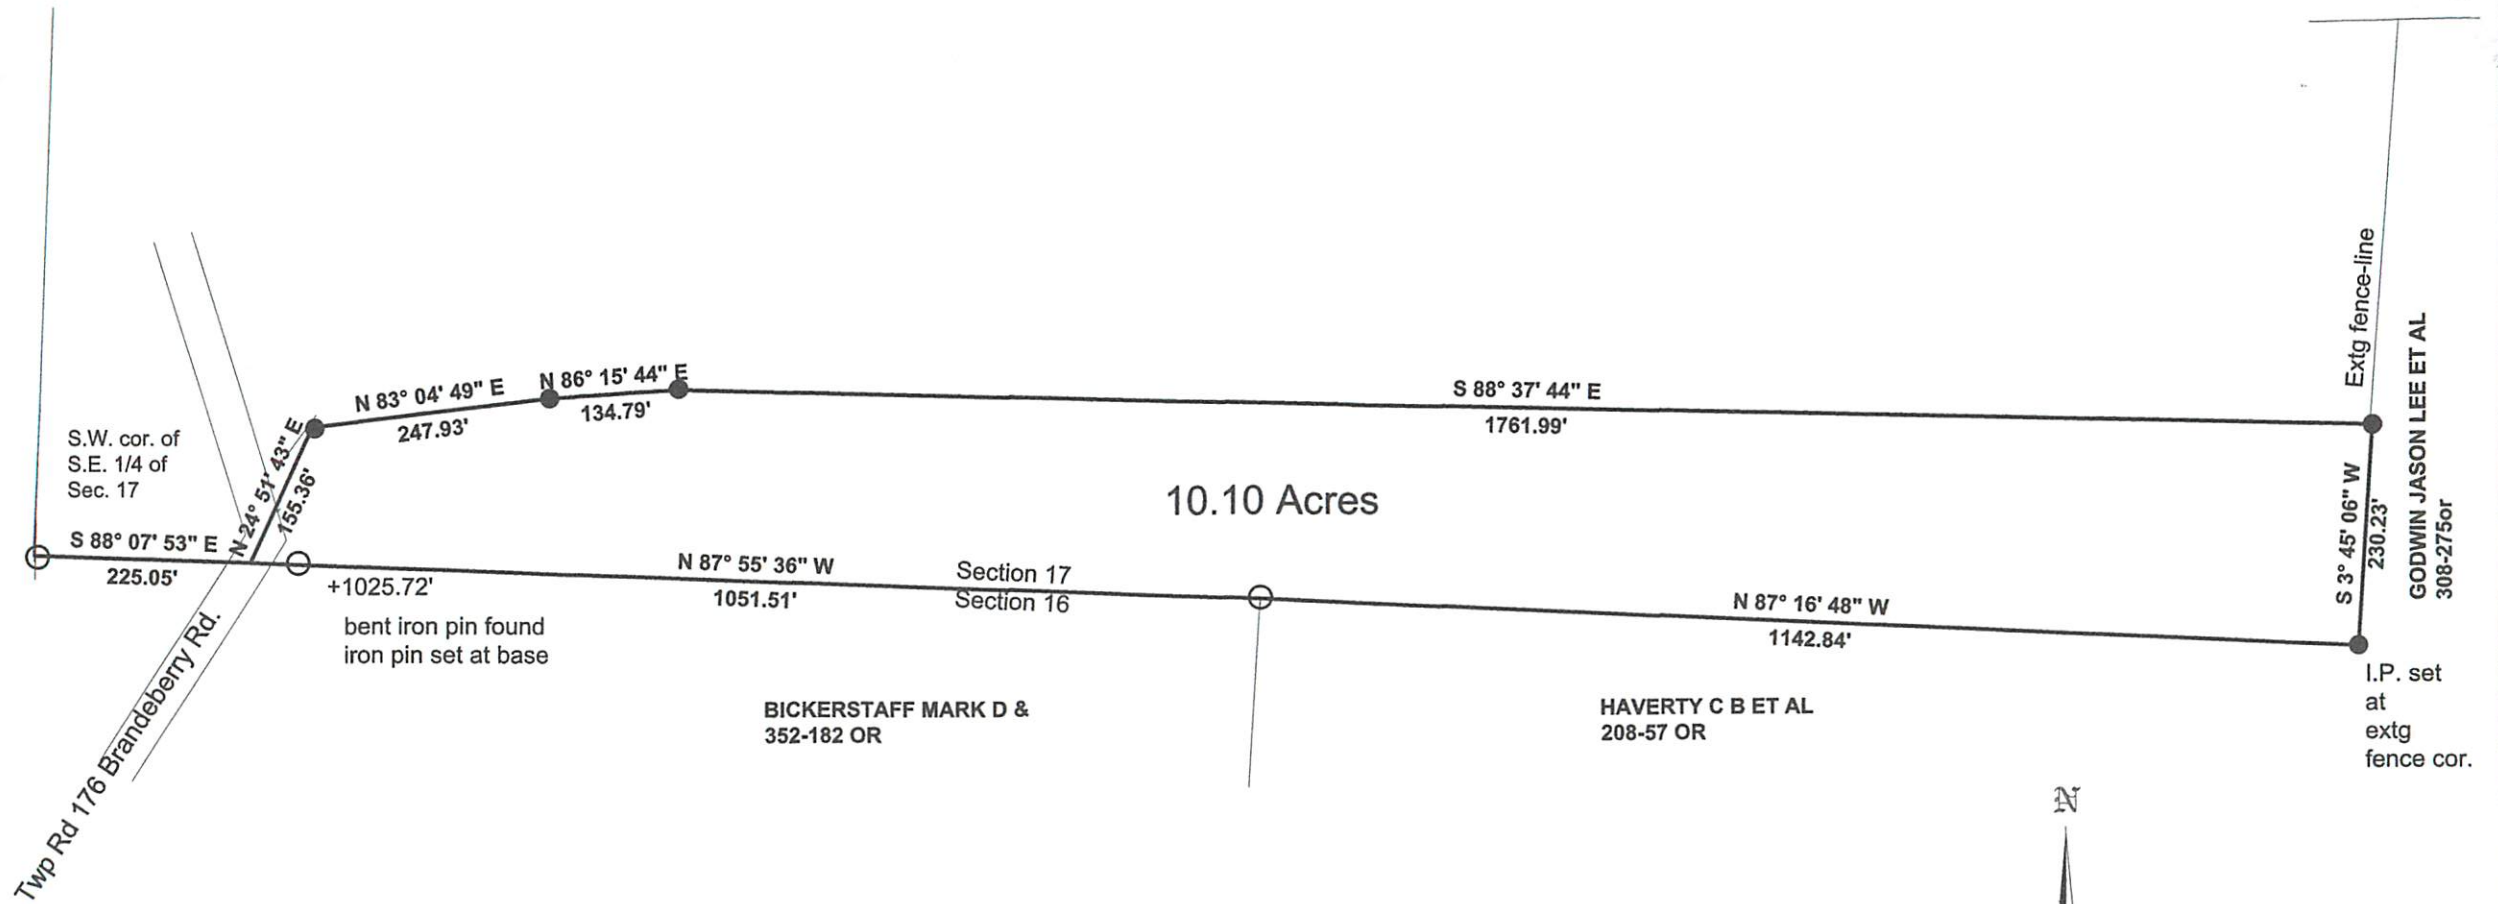 S.W. cor. of
S.E. 1/4 of
Sec. 17
S 88° 07' 53" E
225.05'
N 24° 51' 43" E
155.36'
N 83° 04' 49" E
247.93'
N 86° 15' 44" E
134.79'
S 88° 37' 44" E
1761.99'
10.10 Acres
Extg fence-line
GODWIN JASON LEE ET AL
308-275or
S 3° 45' 06" W
230.23'
+1025.72'
bent iron pin found
iron pin set at base
N 87° 55' 36" W
1051.51'
Section 17
Section 16
N 87° 16' 48" W
1142.84'
I.P. set
at
extg
fence cor.
BICKERSTAFF MARK D &
352-182 OR
HAVERTY C B ET AL
208-57 OR
Twp Rd 176 Brandeberry Rd.
N